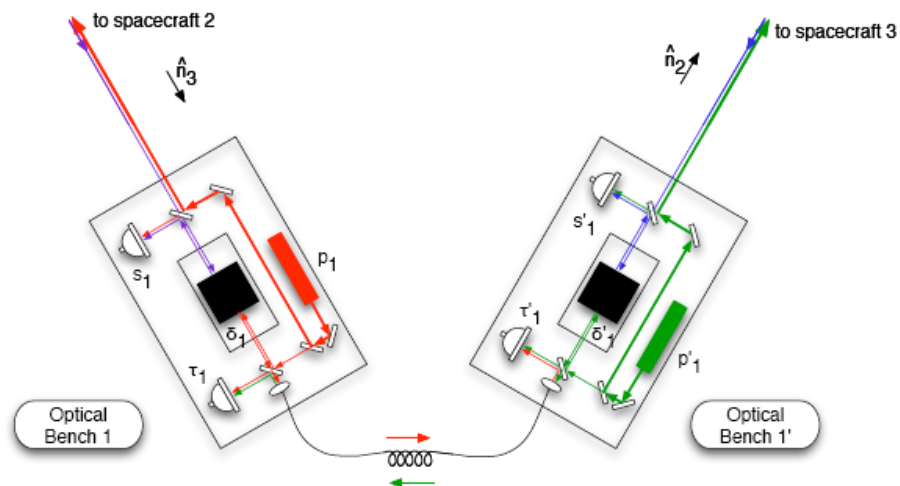 to spacecraft 2
to spacecraft 3
n̂₃
n̂₂
s₁
s'₁
p₁
δ₁
τ'₁
δ'₁
p'₁
τ₁
Optical
Bench 1
Optical
Bench 1'